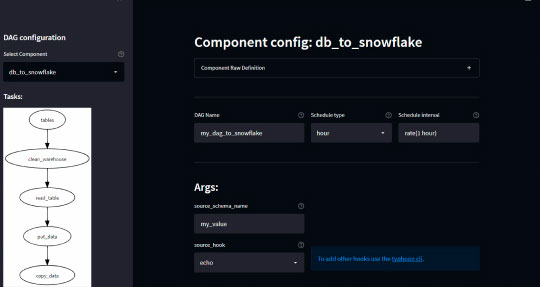 DAG configuration
Select Component
db_to_snowflake
Tasks:
tables
clean_warehouse
read_table
put_data
copy_data
Component config: db_to_snowflake
Component Raw Definition
+
DAG Name
my_dag_to_snowflake
Schedule type
hour
Schedule interval
rate(1 hour)
Args:
source_schema_name
my_value
source_hook
echo
To add other hooks use the typhoon cli.